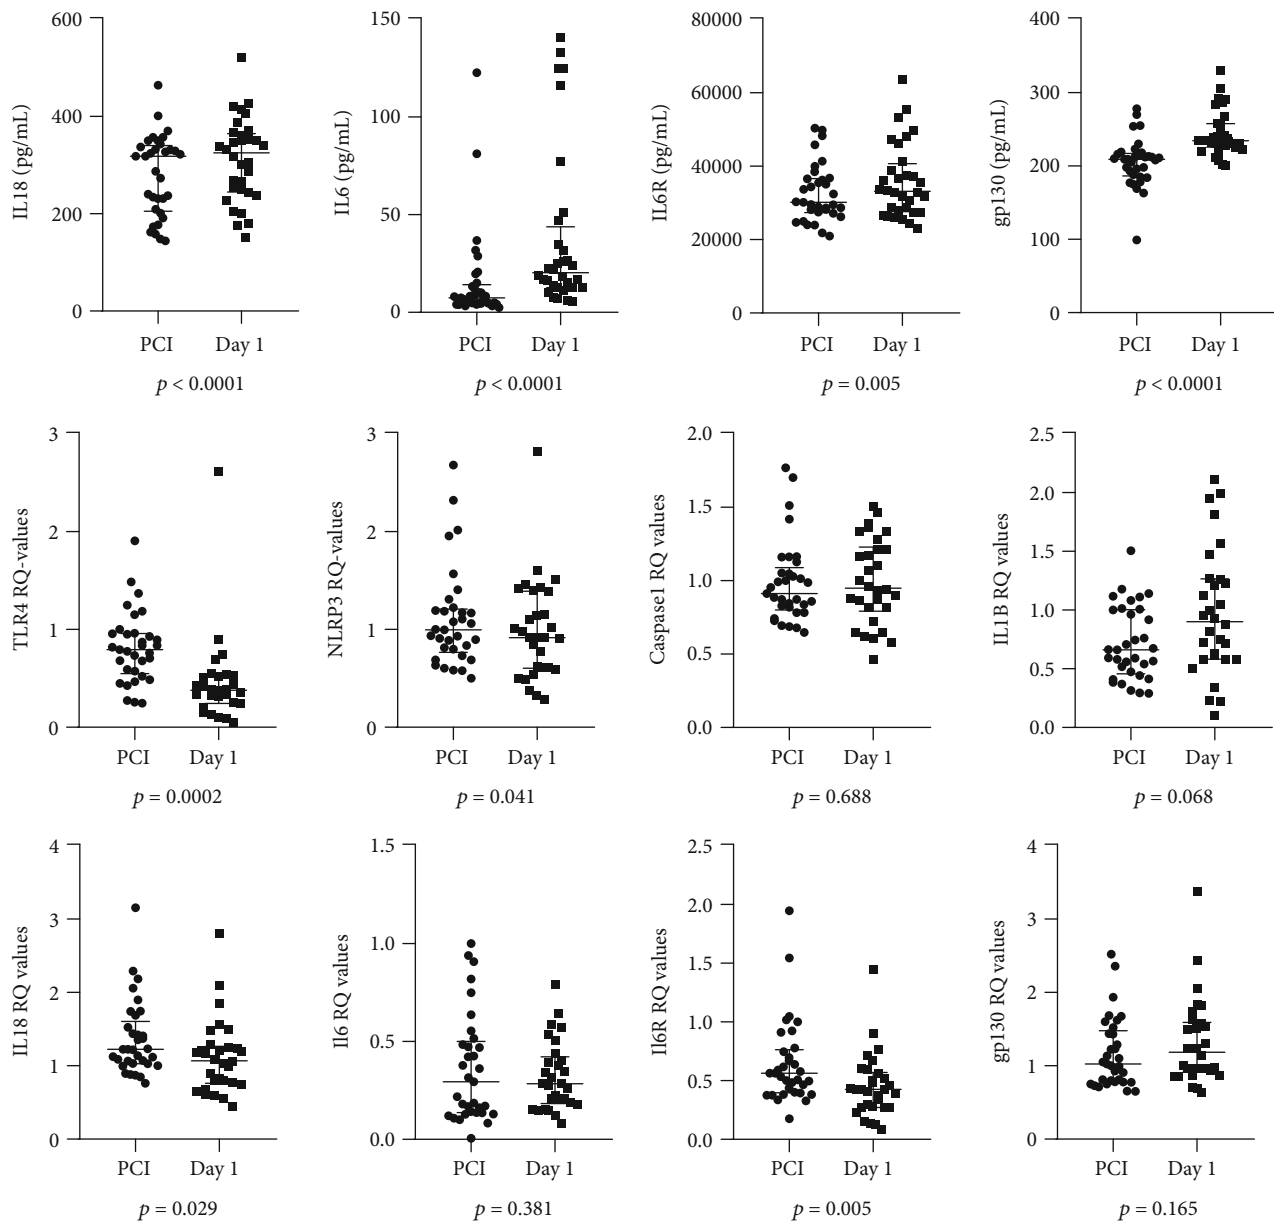 IL18 (pg/mL)
600
400
200
0
PCI
Day 1
p < 0.0001
IL6 (pg/mL)
150
100
50
0
PCI
Day 1
p < 0.0001
IL6R (pg/mL)
80000
60000
40000
20000
0
PCI
Day 1
p = 0.005
gp130 (pg/mL)
400
300
200
100
0
PCI
Day 1
p < 0.0001
TLR4 RQ-values
3
2
1
0
PCI
Day 1
p = 0.0002
NLRP3 RQ-values
3
2
1
0
PCI
Day 1
p = 0.041
Caspase1 RQ values
2.0
1.5
1.0
0.5
0.0
PCI
Day 1
p = 0.688
IL1B RQ values
2.5
2.0
1.5
1.0
0.5
0.0
PCI
Day 1
p = 0.068
IL18 RQ values
4
3
2
1
0
PCI
Day 1
p = 0.029
Il6 RQ values
1.5
1.0
0.5
0.0
PCI
Day 1
p = 0.381
Il6R RQ values
2.5
2.0
1.5
1.0
0.5
0.0
PCI
Day 1
p = 0.005
gp130 RQ values
4
3
2
1
0
PCI
Day 1
p = 0.165